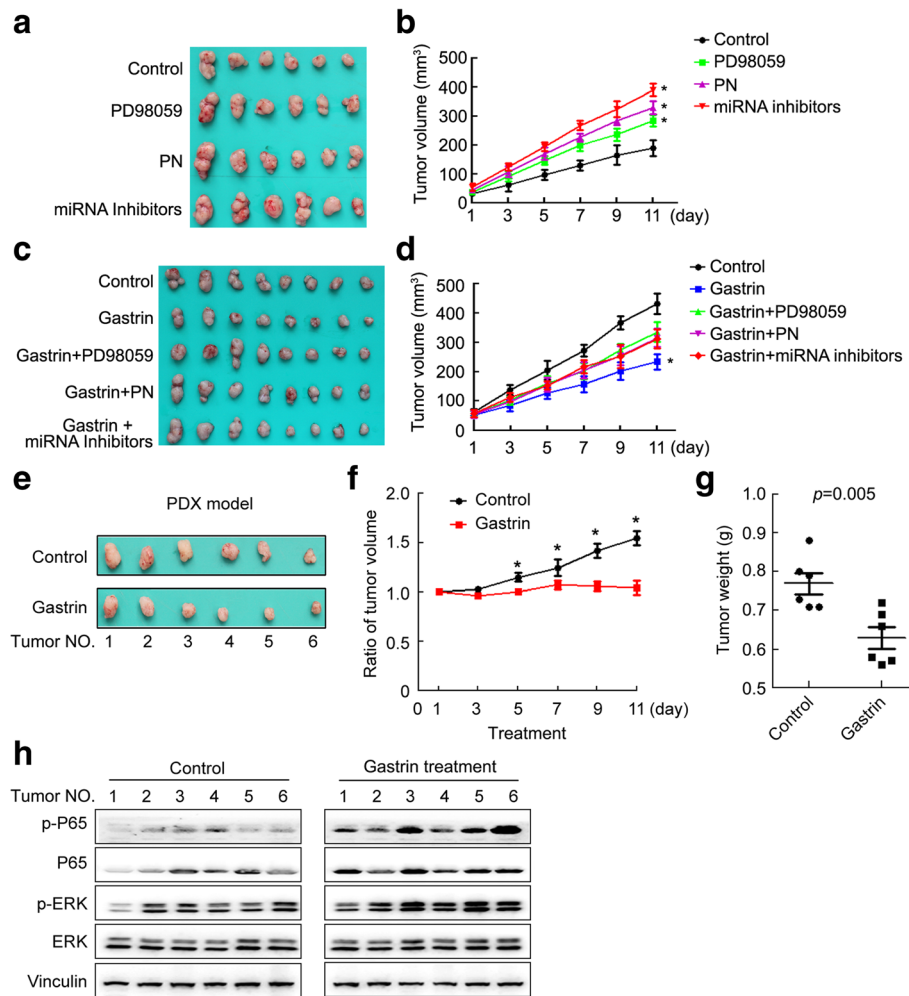 a
Control
PD98059
PN
miRNA Inhibitors
b
Tumor volume (mm³)
500
400
300
200
100
0
1 3 5 7 9 11 (day)
Control
PD98059
PN
miRNA inhibitors
*
*
*
c
Control
Gastrin
Gastrin+PD98059
Gastrin+PN
Gastrin +
miRNA Inhibitors
d
Tumor volume (mm³)
500
400
300
200
100
0
1 3 5 7 9 11 (day)
Control
Gastrin
Gastrin+PD98059
Gastrin+PN
Gastrin+miRNA inhibitors
*
e
PDX model
Control
Gastrin
Tumor NO. 1 2 3 4 5 6
f
Ratio of tumor volume
2.0
1.5
1.0
0.5
0
0 1 3 5 7 9 11 (day)
Treatment
Control
Gastrin
* * * *
g
Tumor weight (g)
1.0
0.9
0.8
0.7
0.6
0.5
p=0.005
Control
Gastrin
h
Control
Gastrin treatment
Tumor NO. 1 2 3 4 5 6 1 2 3 4 5 6
p-P65
P65
p-ERK
ERK
Vinculin